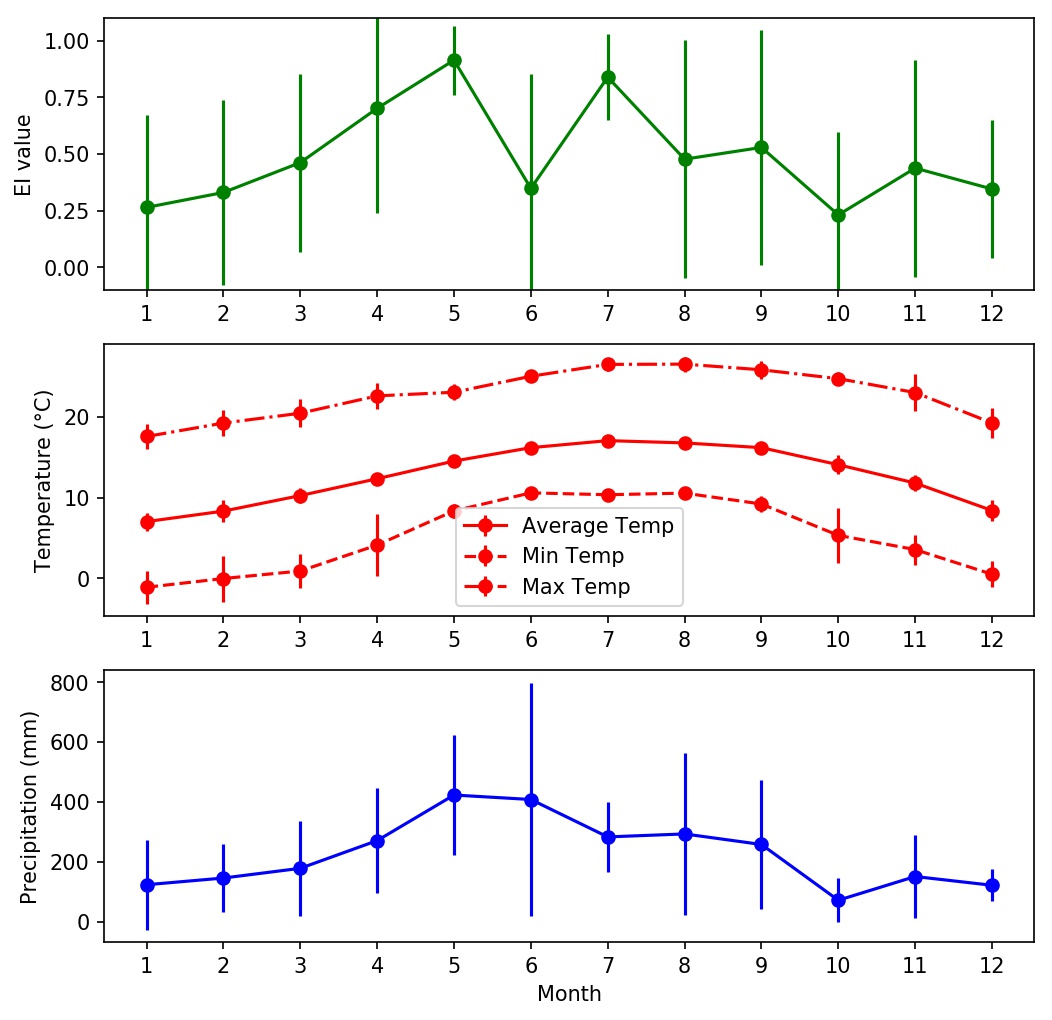 EI value
1.00
0.75
0.50
0.25
0.00
1 2 3 4 5 6 7 8 9 10 11 12
Temperature (°C)
20
10
0
Average Temp
Min Temp
Max Temp
1 2 3 4 5 6 7 8 9 10 11 12
Precipitation (mm)
800
600
400
200
0
1 2 3 4 5 6 7 8 9 10 11 12
Month